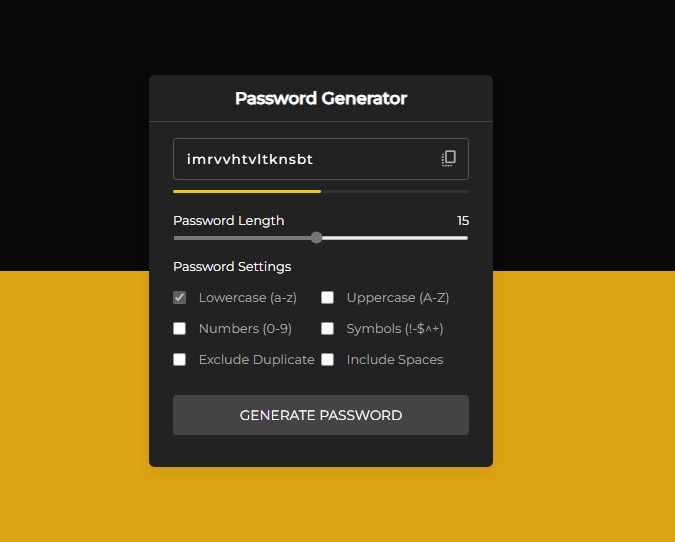 Password Generator
imrvvhtvltknsbt
Password Length 15
Password Settings
Lowercase (a-z) Uppercase (A-Z)
Numbers (0-9) Symbols (!-$^+)
Exclude Duplicate Include Spaces
GENERATE PASSWORD